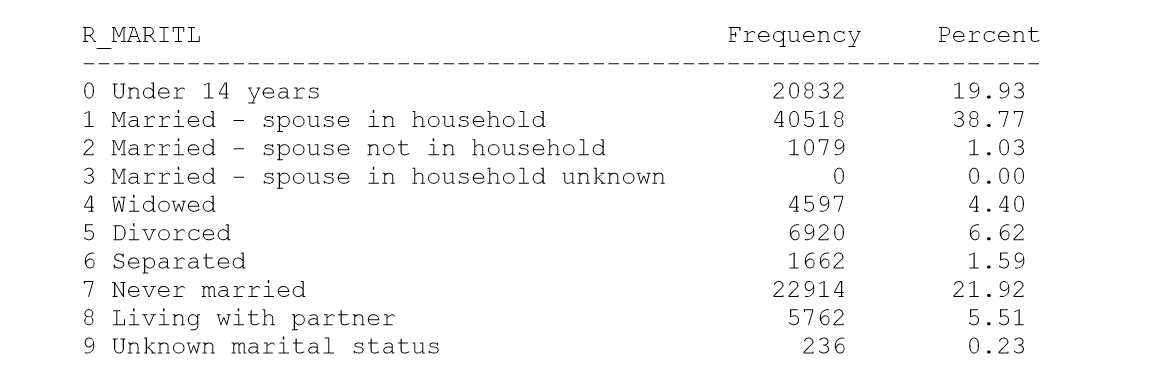 R_MARITL Frequency Percent
------------------------------------------------------------------
0 Under 14 years 20832 19.93
1 Married - spouse in household 40518 38.77
2 Married - spouse not in household 1079 1.03
3 Married - spouse in household unknown 0 0.00
4 Widowed 4597 4.40
5 Divorced 6920 6.62
6 Separated 1662 1.59
7 Never married 22914 21.92
8 Living with partner 5762 5.51
9 Unknown marital status 236 0.23